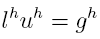 l^h u^h = g^h